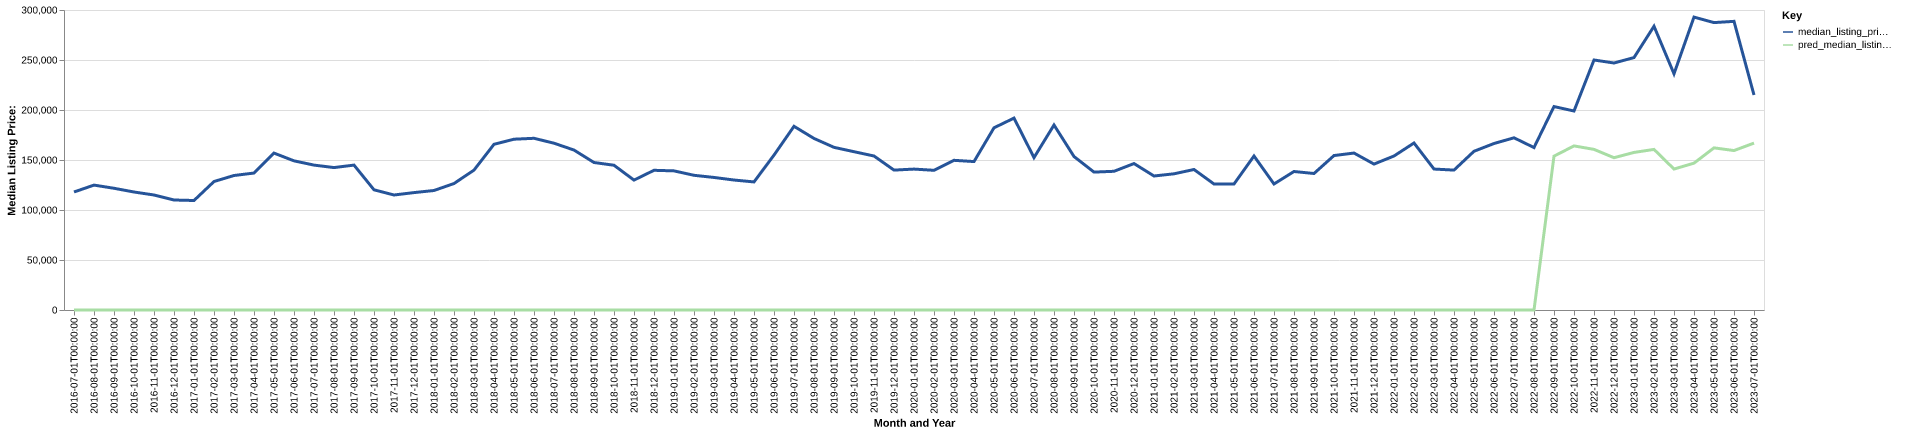 300,000
250,000
200,000
150,000
100,000
50,000
0
Median Listing Price:
2016-07-01T00:00:00
2016-08-01T00:00:00
2016-09-01T00:00:00
2016-10-01T00:00:00
2016-11-01T00:00:00
2016-12-01T00:00:00
2017-01-01T00:00:00
2017-02-01T00:00:00
2017-03-01T00:00:00
2017-04-01T00:00:00
2017-05-01T00:00:00
2017-06-01T00:00:00
2017-07-01T00:00:00
2017-08-01T00:00:00
2017-09-01T00:00:00
2017-10-01T00:00:00
2017-11-01T00:00:00
2017-12-01T00:00:00
2018-01-01T00:00:00
2018-02-01T00:00:00
2018-03-01T00:00:00
2018-04-01T00:00:00
2018-05-01T00:00:00
2018-06-01T00:00:00
2018-07-01T00:00:00
2018-08-01T00:00:00
2018-09-01T00:00:00
2018-10-01T00:00:00
2018-11-01T00:00:00
2018-12-01T00:00:00
2019-01-01T00:00:00
2019-02-01T00:00:00
2019-03-01T00:00:00
2019-04-01T00:00:00
2019-05-01T00:00:00
2019-06-01T00:00:00
2019-07-01T00:00:00
2019-08-01T00:00:00
2019-09-01T00:00:00
2019-10-01T00:00:00
2019-11-01T00:00:00
2019-12-01T00:00:00
2020-01-01T00:00:00
2020-02-01T00:00:00
2020-03-01T00:00:00
2020-04-01T00:00:00
2020-05-01T00:00:00
2020-06-01T00:00:00
2020-07-01T00:00:00
2020-08-01T00:00:00
2020-09-01T00:00:00
2020-10-01T00:00:00
2020-11-01T00:00:00
2020-12-01T00:00:00
2021-01-01T00:00:00
2021-02-01T00:00:00
2021-03-01T00:00:00
2021-04-01T00:00:00
2021-05-01T00:00:00
2021-06-01T00:00:00
2021-07-01T00:00:00
2021-08-01T00:00:00
2021-09-01T00:00:00
2021-10-01T00:00:00
2021-11-01T00:00:00
2021-12-01T00:00:00
2022-01-01T00:00:00
2022-02-01T00:00:00
2022-03-01T00:00:00
2022-04-01T00:00:00
2022-05-01T00:00:00
2022-06-01T00:00:00
2022-07-01T00:00:00
2022-08-01T00:00:00
2022-09-01T00:00:00
2022-10-01T00:00:00
2022-11-01T00:00:00
2022-12-01T00:00:00
2023-01-01T00:00:00
2023-02-01T00:00:00
2023-03-01T00:00:00
2023-04-01T00:00:00
2023-05-01T00:00:00
2023-06-01T00:00:00
2023-07-01T00:00:00
Month and Year
Key
median_listing_pri…
pred_median_listin…